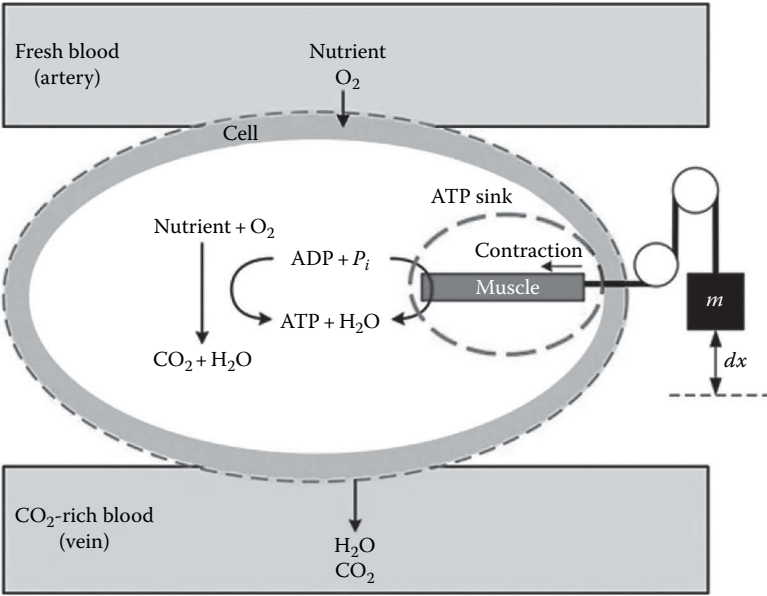 Fresh blood
(artery)
Nutrient
O₂
Cell
ATP sink
Nutrient + O₂
Contraction
ADP + Pᵢ
Muscle
m
ATP + H₂O
CO₂ + H₂O
dx
CO₂-rich blood
(vein)
H₂O
CO₂